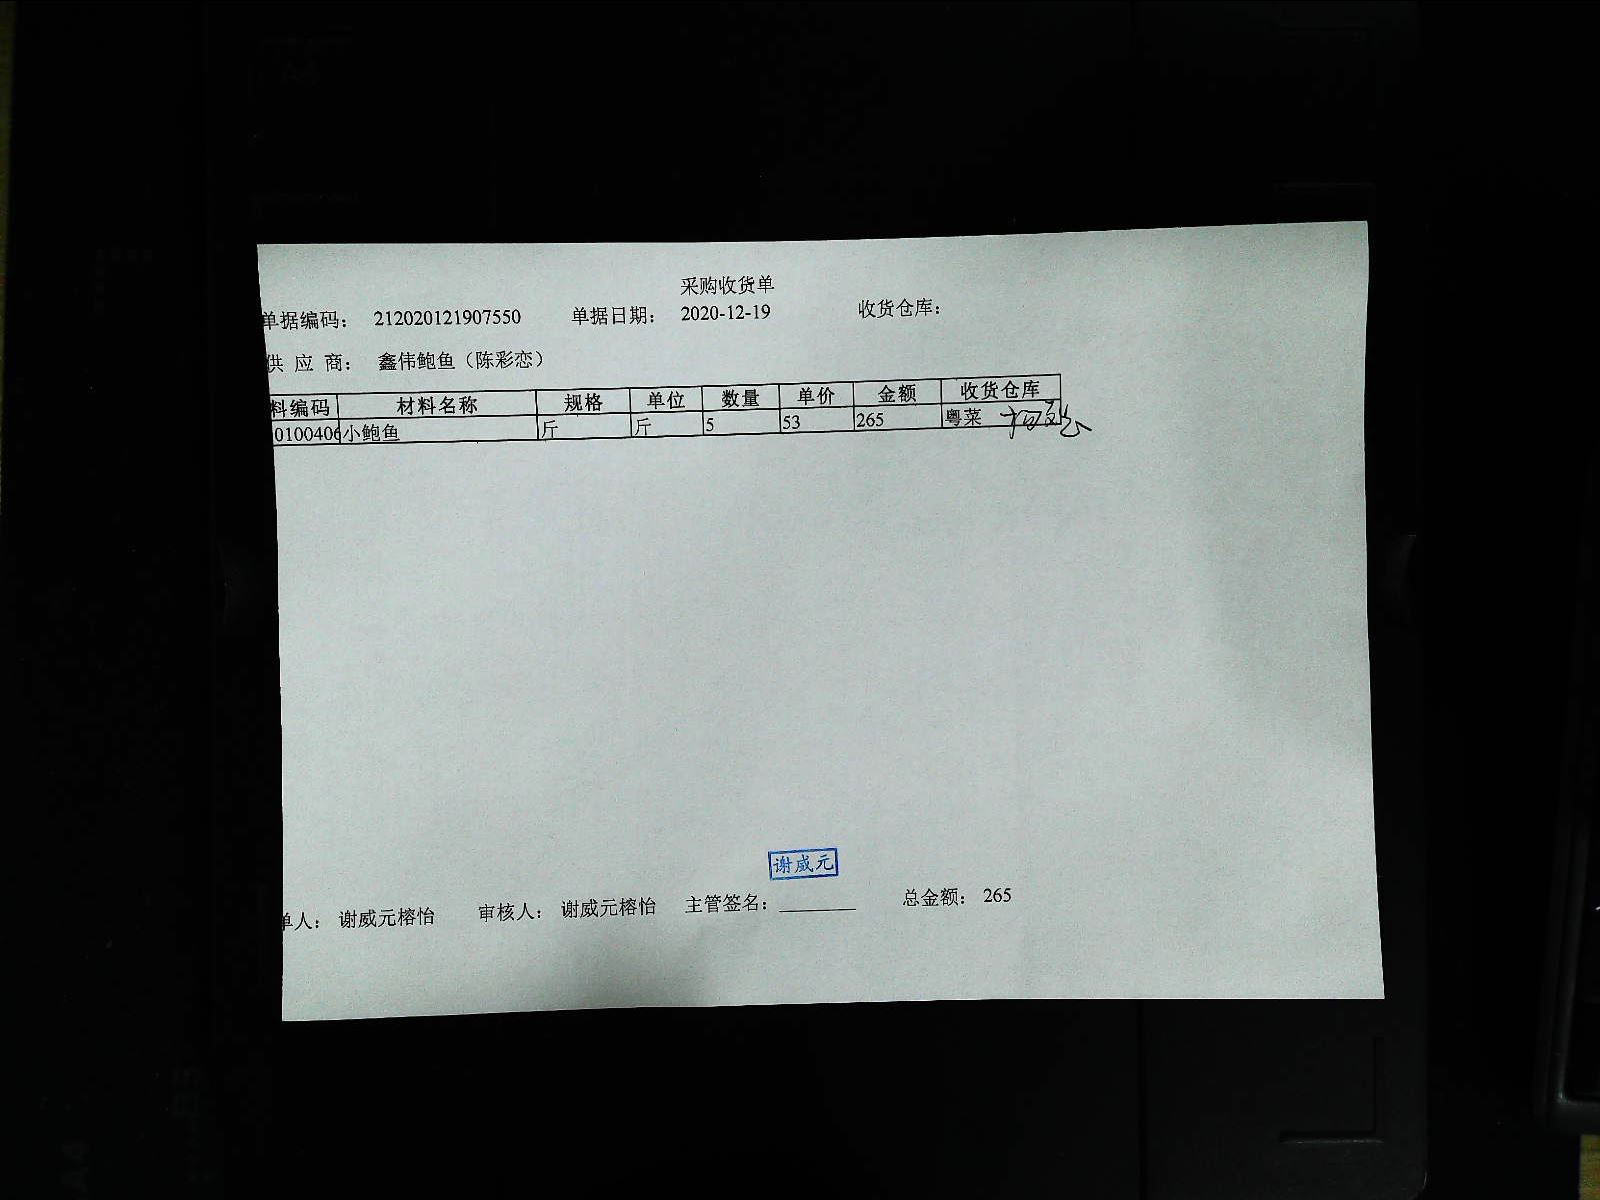 采购收货单
单据编码： 212020121907550 单据日期： 2020-12-19 收货仓库：
供 应 商： 鑫伟鲍鱼（陈彩恋）
料编码 材料名称 规格 单位 数量 单价 金额 收货仓库
0100406 小鲍鱼 斤 斤 5 53 265 粤菜
谢威元
单人： 谢威元榕怡 审核人： 谢威元榕怡 主管签名： 总金额： 265